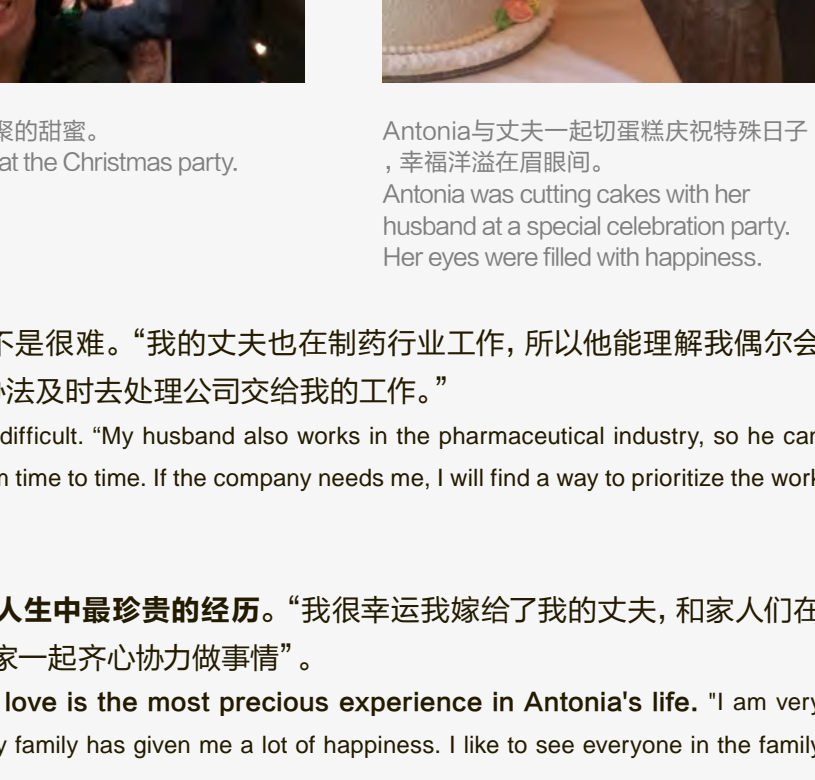 聚的甜蜜。
at the Christmas party.
Antonia与丈夫一起切蛋糕庆祝特殊日子
，幸福洋溢在眉眼间。
Antonia was cutting cakes with her
husband at a special celebration party.
Her eyes were filled with happiness.
不是很难。“我的丈夫也在制药行业工作，所以他能理解我偶尔会
办法及时去处理公司交给我的工作。”
difficult. “My husband also works in the pharmaceutical industry, so he can
m time to time. If the company needs me, I will find a way to prioritize the work
人生中最珍贵的经历。“我很幸运我嫁给了我的丈夫，和家人们在
家一起齐心协力做事情”。
love is the most precious experience in Antonia's life. "I am very
y family has given me a lot of happiness. I like to see everyone in the family